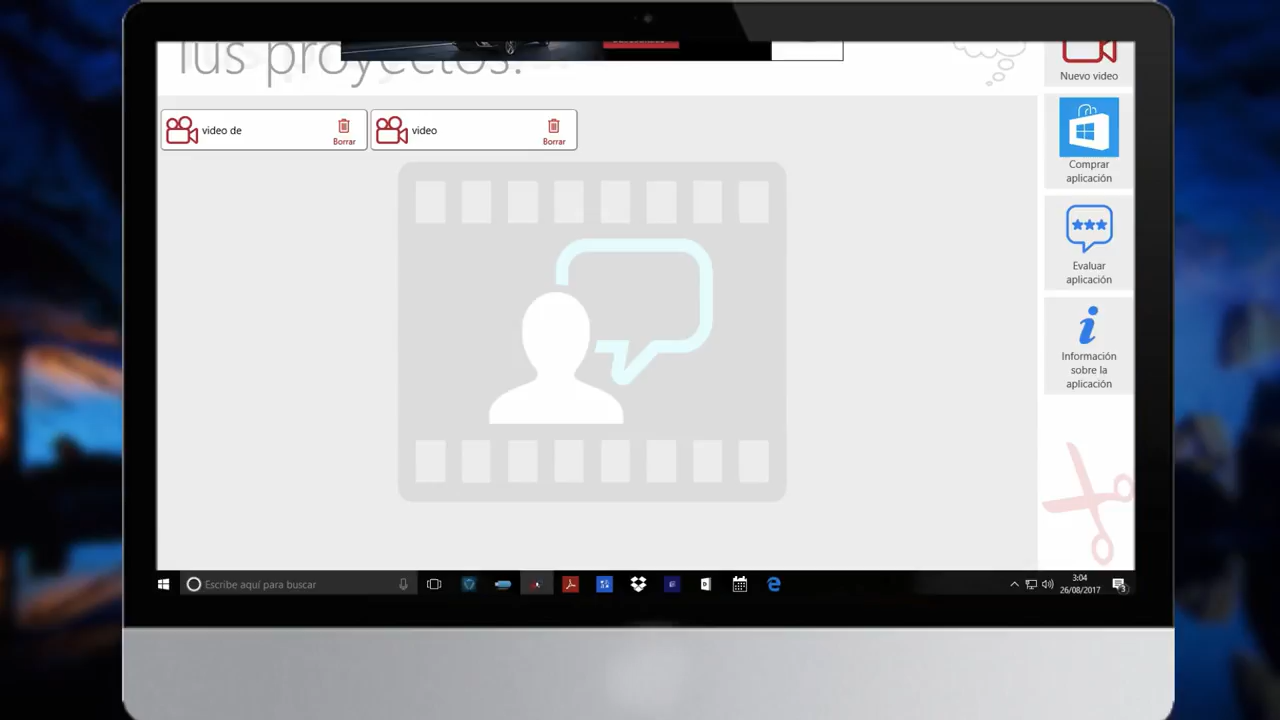 Tus proyectos:
Nuevo video
video de
Borrar
video
Borrar
Comprar
aplicación
Evaluar
aplicación
Información
sobre la
aplicación
Escribe aquí para buscar
3:04
26/08/2017
3